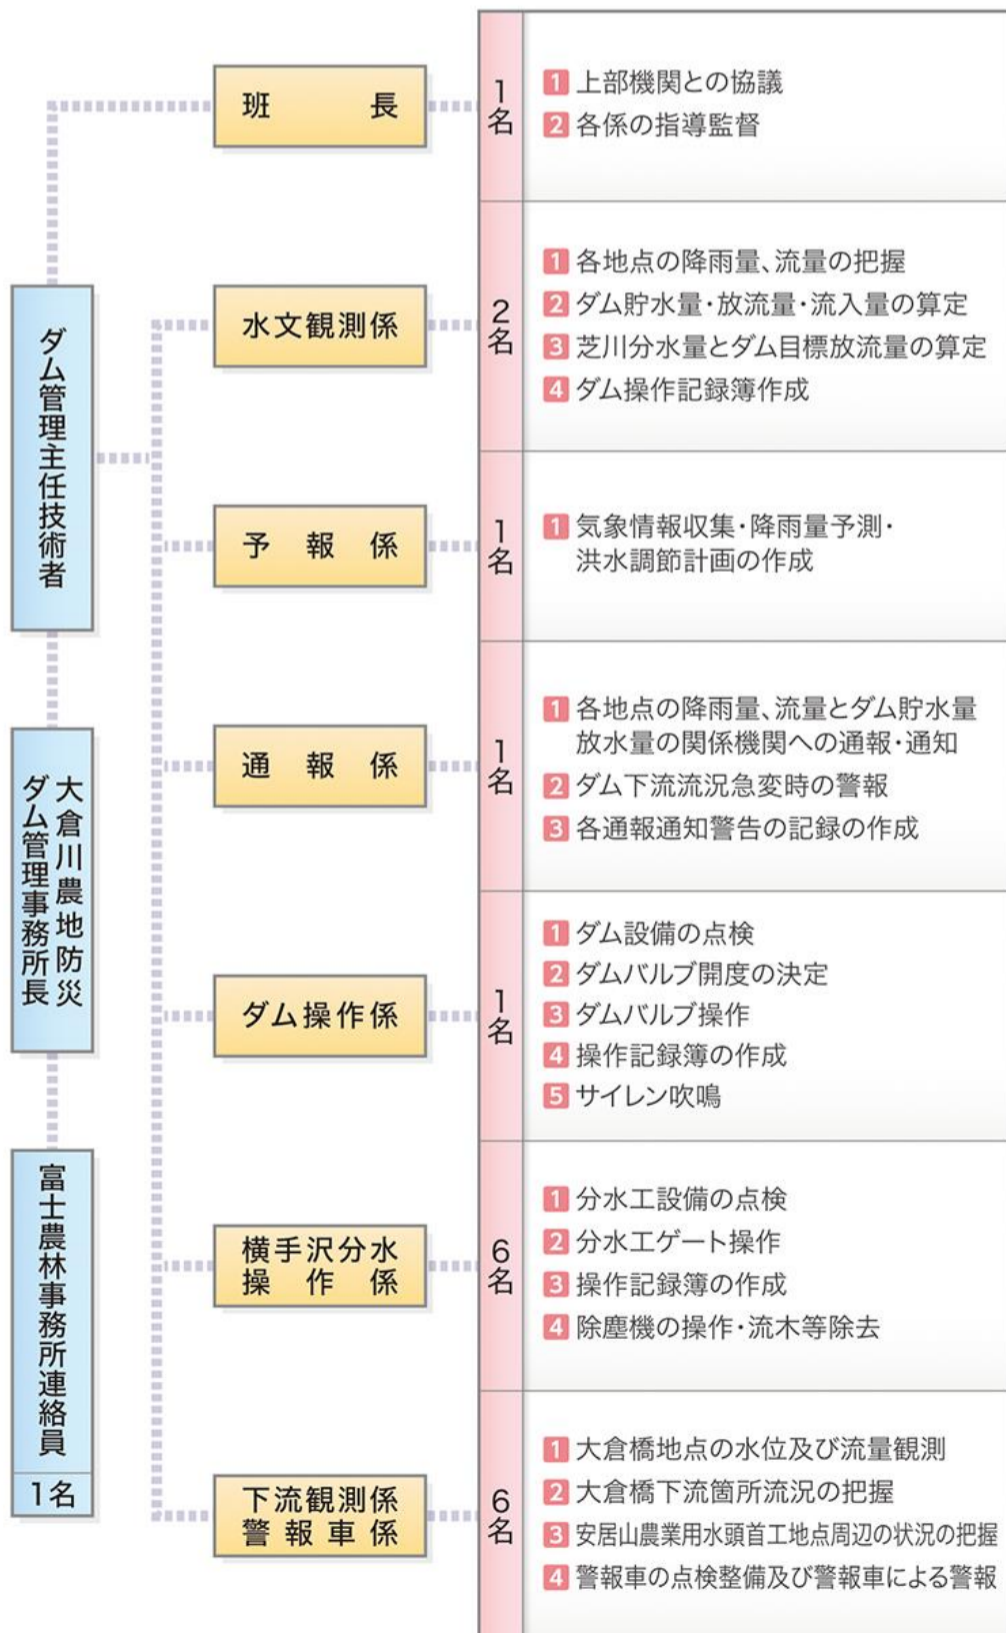 ダム管理主任技術者
大倉川農地防災
ダム管理事務所長
富士農林事務所連絡員
1名
班長
1名
1 上部機関との協議
2 各係の指導監督
水文観測係
2名
1 各地点の降雨量、流量の把握
2 ダム貯水量・放流量・流入量の算定
3 芝川分水量とダム目標放流量の算定
4 ダム操作記録簿作成
予報係
1名
1 気象情報収集・降雨量予測・
洪水調節計画の作成
通報係
1名
1 各地点の降雨量、流量とダム貯水量
放水量の関係機関への通報・通知
2 ダム下流流況急変時の警報
3 各通報通知警告の記録の作成
ダム操作係
1名
1 ダム設備の点検
2 ダムバルブ開度の決定
3 ダムバルブ操作
4 操作記録簿の作成
5 サイレン吹鳴
横手沢分水
操作係
6名
1 分水工設備の点検
2 分水工ゲート操作
3 操作記録簿の作成
4 除塵機の操作・流木等除去
下流観測係
警報車係
6名
1 大倉橋地点の水位及び流量観測
2 大倉橋下流箇所流況の把握
3 安居山農業用水頭首工地点周辺の状況の把握
4 警報車の点検整備及び警報車による警報